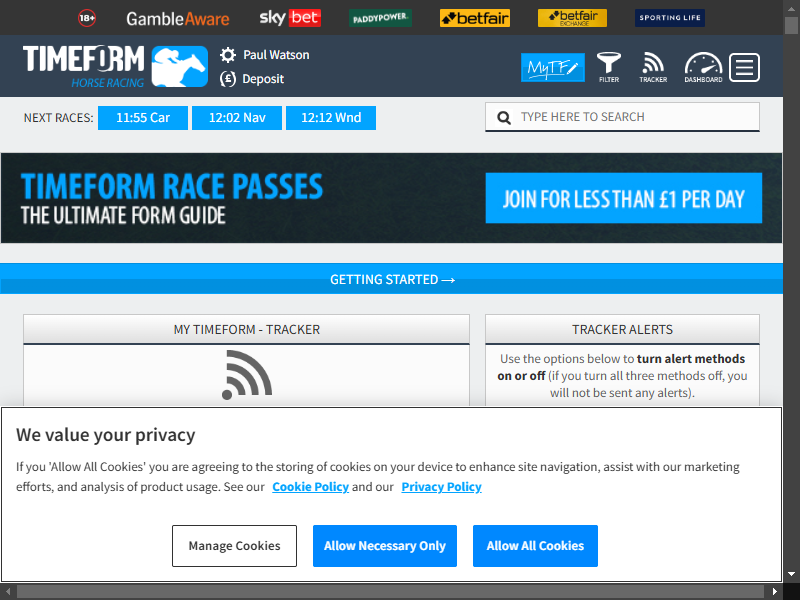 18+
GambleAware
sky bet
PADDYPOWER.
betfair
betfair
EXCHANGE
SPORTING LIFE
TIMEFORM
HORSE RACING
Paul Watson
(£) Deposit
MyTF
FILTER
TRACKER
DASHBOARD
NEXT RACES: 11:55 Car 12:02 Nav 12:12 Wnd
TYPE HERE TO SEARCH
TIMEFORM RACE PASSES
THE ULTIMATE FORM GUIDE
JOIN FOR LESS THAN £1 PER DAY
GETTING STARTED →
MY TIMEFORM - TRACKER
TRACKER ALERTS
Use the options below to turn alert methods
on or off (if you turn all three methods off, you
will not be sent any alerts).
We value your privacy
If you 'Allow All Cookies' you are agreeing to the storing of cookies on your device to enhance site navigation, assist with our marketing
efforts, and analysis of product usage. See our Cookie Policy and our Privacy Policy
Manage Cookies
Allow Necessary Only
Allow All Cookies